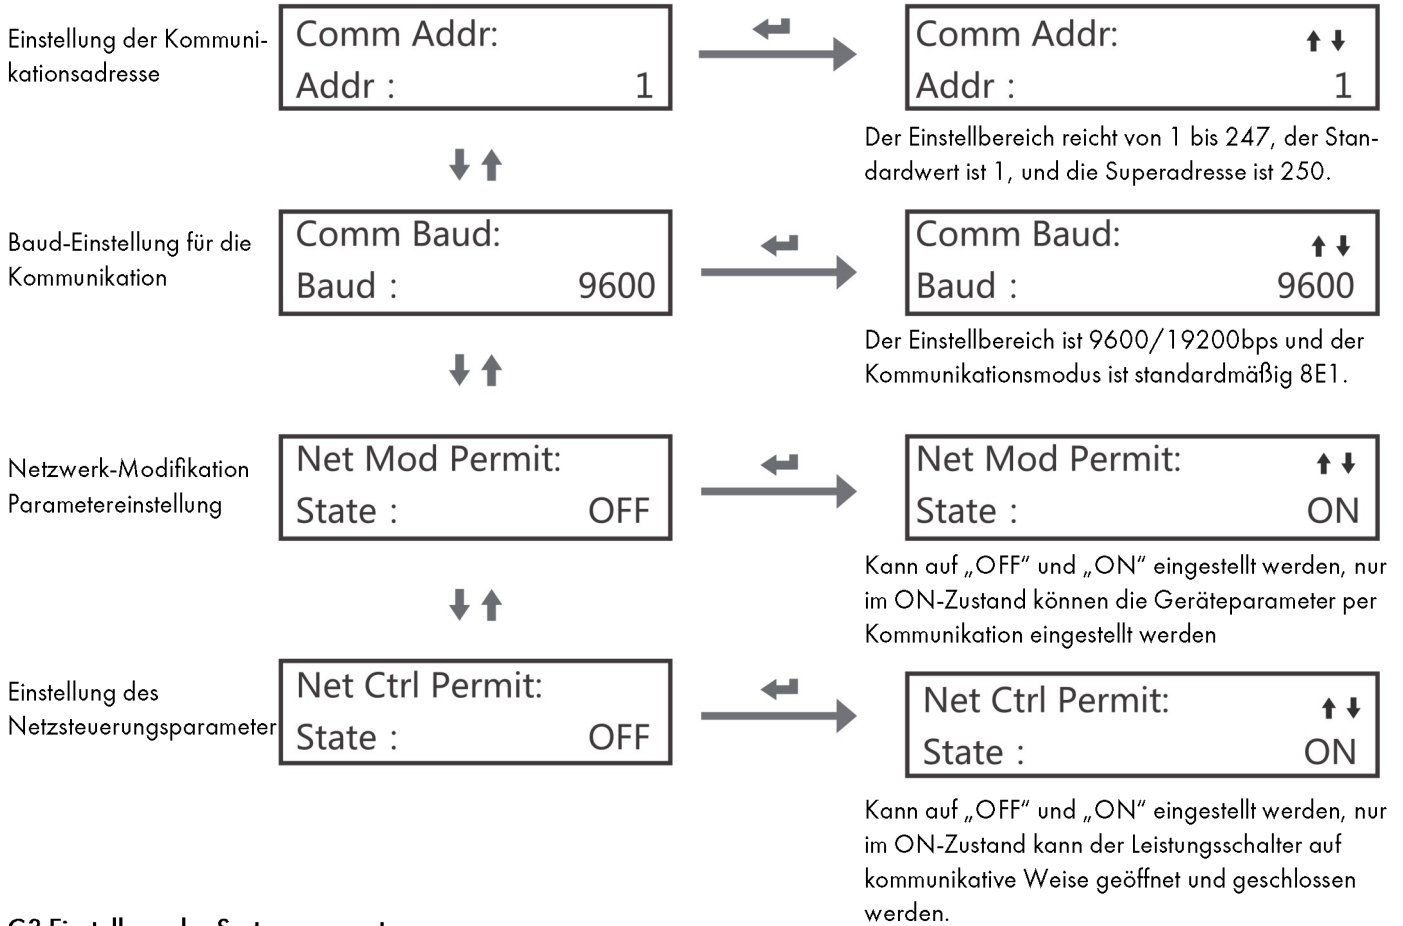 Einstellung der Kommuni-
kationsadresse
Comm Addr:
Addr : 1
Comm Addr:
Addr : 1
Der Einstellbereich reicht von 1 bis 247, der Stan-
dardwert ist 1, und die Superadresse ist 250.
Baud-Einstellung für die
Kommunikation
Comm Baud:
Baud : 9600
Comm Baud:
Baud : 9600
Der Einstellbereich ist 9600/19200bps und der
Kommunikationsmodus ist standardmäßig 8E1.
Netzwerk-Modifikation
Parametereinstellung
Net Mod Permit:
State : OFF
Net Mod Permit:
State : ON
Kann auf „OFF“ und „ON“ eingestellt werden, nur
im ON-Zustand können die Geräteparameter per
Kommunikation eingestellt werden
Einstellung des
Netzsteuerungsparameter
Net Ctrl Permit:
State : OFF
Net Ctrl Permit:
State : ON
Kann auf „OFF“ und „ON“ eingestellt werden, nur
im ON-Zustand kann der Leistungsschalter auf
kommunikative Weise geöffnet und geschlossen
werden.